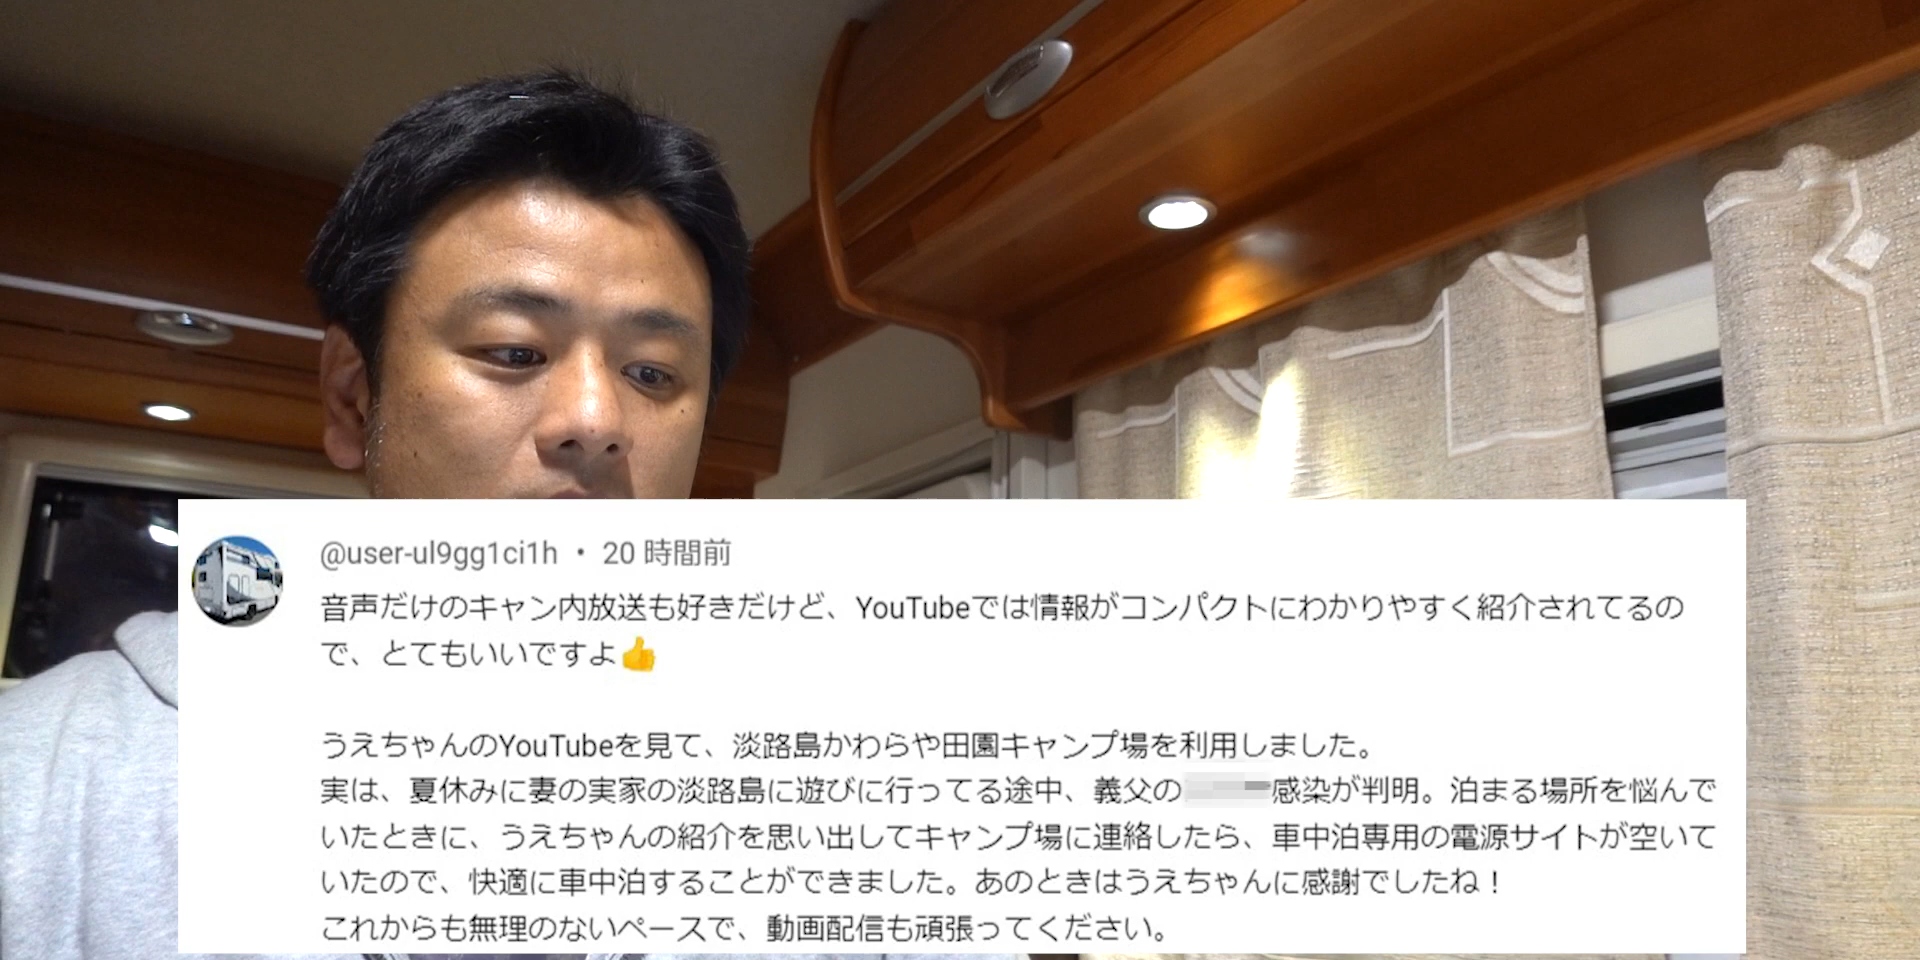 @user-ul9gg1ci1h ・ 20 時間前
音声だけのキャン内放送も好きだけど、YouTubeでは情報がコンパクトにわかりやすく紹介されてるの
で、とてもいいですよ👍
うえちゃんのYouTubeを見て、淡路島かわらや田園キャンプ場を利用しました。
実は、夏休みに妻の実家の淡路島に遊びに行ってる途中、義父の感染が判明。泊まる場所を悩んで
いたときに、うえちゃんの紹介を思い出してキャンプ場に連絡したら、車中泊専用の電源サイトが空いて
いたので、快適に車中泊することができました。あのときはうえちゃんに感謝でしたね！
これからも無理のないペースで、動画配信も頑張ってください。